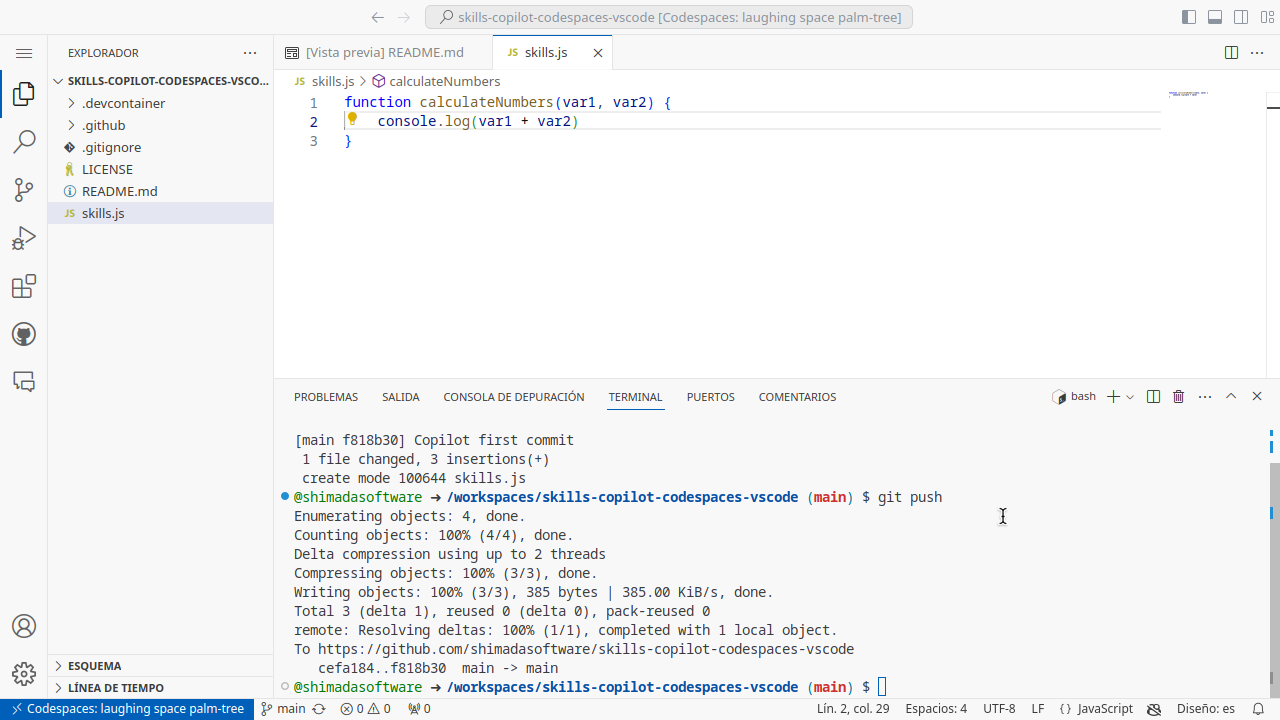 skills-copilot-codespaces-vscode [Codespaces: laughing space palm-tree]
EXPLORADOR
[Vista previa] README.md
JS skills.js
SKILLS-COPILOT-CODESPACES-VSCO...
.devcontainer
.github
.gitignore
LICENSE
README.md
JS skills.js
JS skills.js > calculateNumbers
1 function calculateNumbers(var1, var2) {
2 console.log(var1 + var2)
3 }
PROBLEMAS SALIDA CONSOLA DE DEPURACIÓN TERMINAL PUERTOS COMENTARIOS
bash
[main f818b30] Copilot first commit
1 file changed, 3 insertions(+)
create mode 100644 skills.js
@shimadasoftware ➜ /workspaces/skills-copilot-codespaces-vscode (main) $ git push
Enumerating objects: 4, done.
Counting objects: 100% (4/4), done.
Delta compression using up to 2 threads
Compressing objects: 100% (3/3), done.
Writing objects: 100% (3/3), 385 bytes | 385.00 KiB/s, done.
Total 3 (delta 1), reused 0 (delta 0), pack-reused 0
remote: Resolving deltas: 100% (1/1), completed with 1 local object.
To https://github.com/shimadasoftware/skills-copilot-codespaces-vscode
cefa184..f818b30  main -> main
@shimadasoftware ➜ /workspaces/skills-copilot-codespaces-vscode (main) $
ESQUEMA
LÍNEA DE TIEMPO
Codespaces: laughing space palm-tree
main
0 0
0
Lín. 2, col. 29
Espacios: 4
UTF-8
LF
{ } JavaScript
Diseño: es